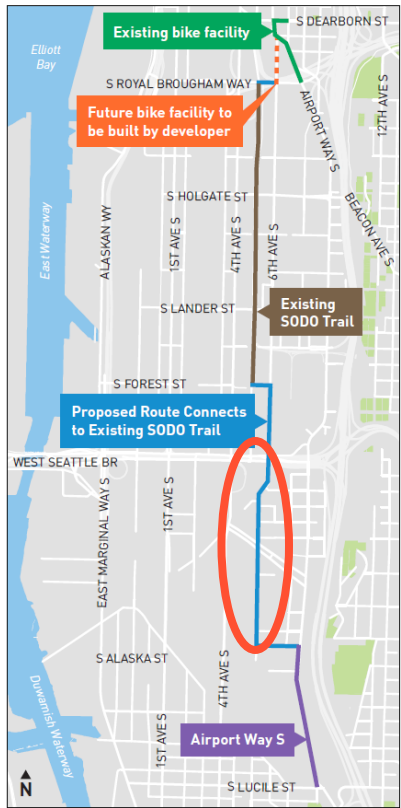 S DEARBORN ST
Existing bike facility
Elliott
Bay
S ROYAL BROUGHAM WAY
Future bike facility to
be built by developer
AIRPORT WAY S
12TH AVE S
BEACON AVE S
S HOLGATE ST
East Waterway
ALASKAN WY
1ST AVE S
4TH AVE S
6TH AVE S
S LANDER ST
Existing
SODO Trail
S FOREST ST
Proposed Route Connects
to Existing SODO Trail
WEST SEATTLE BR
EAST MARGINAL WAY S
1ST AVE S
S ALASKA ST
4TH AVE S
Duwamish Waterway
1ST AVE S
Airport Way S
S LUCILE ST
N